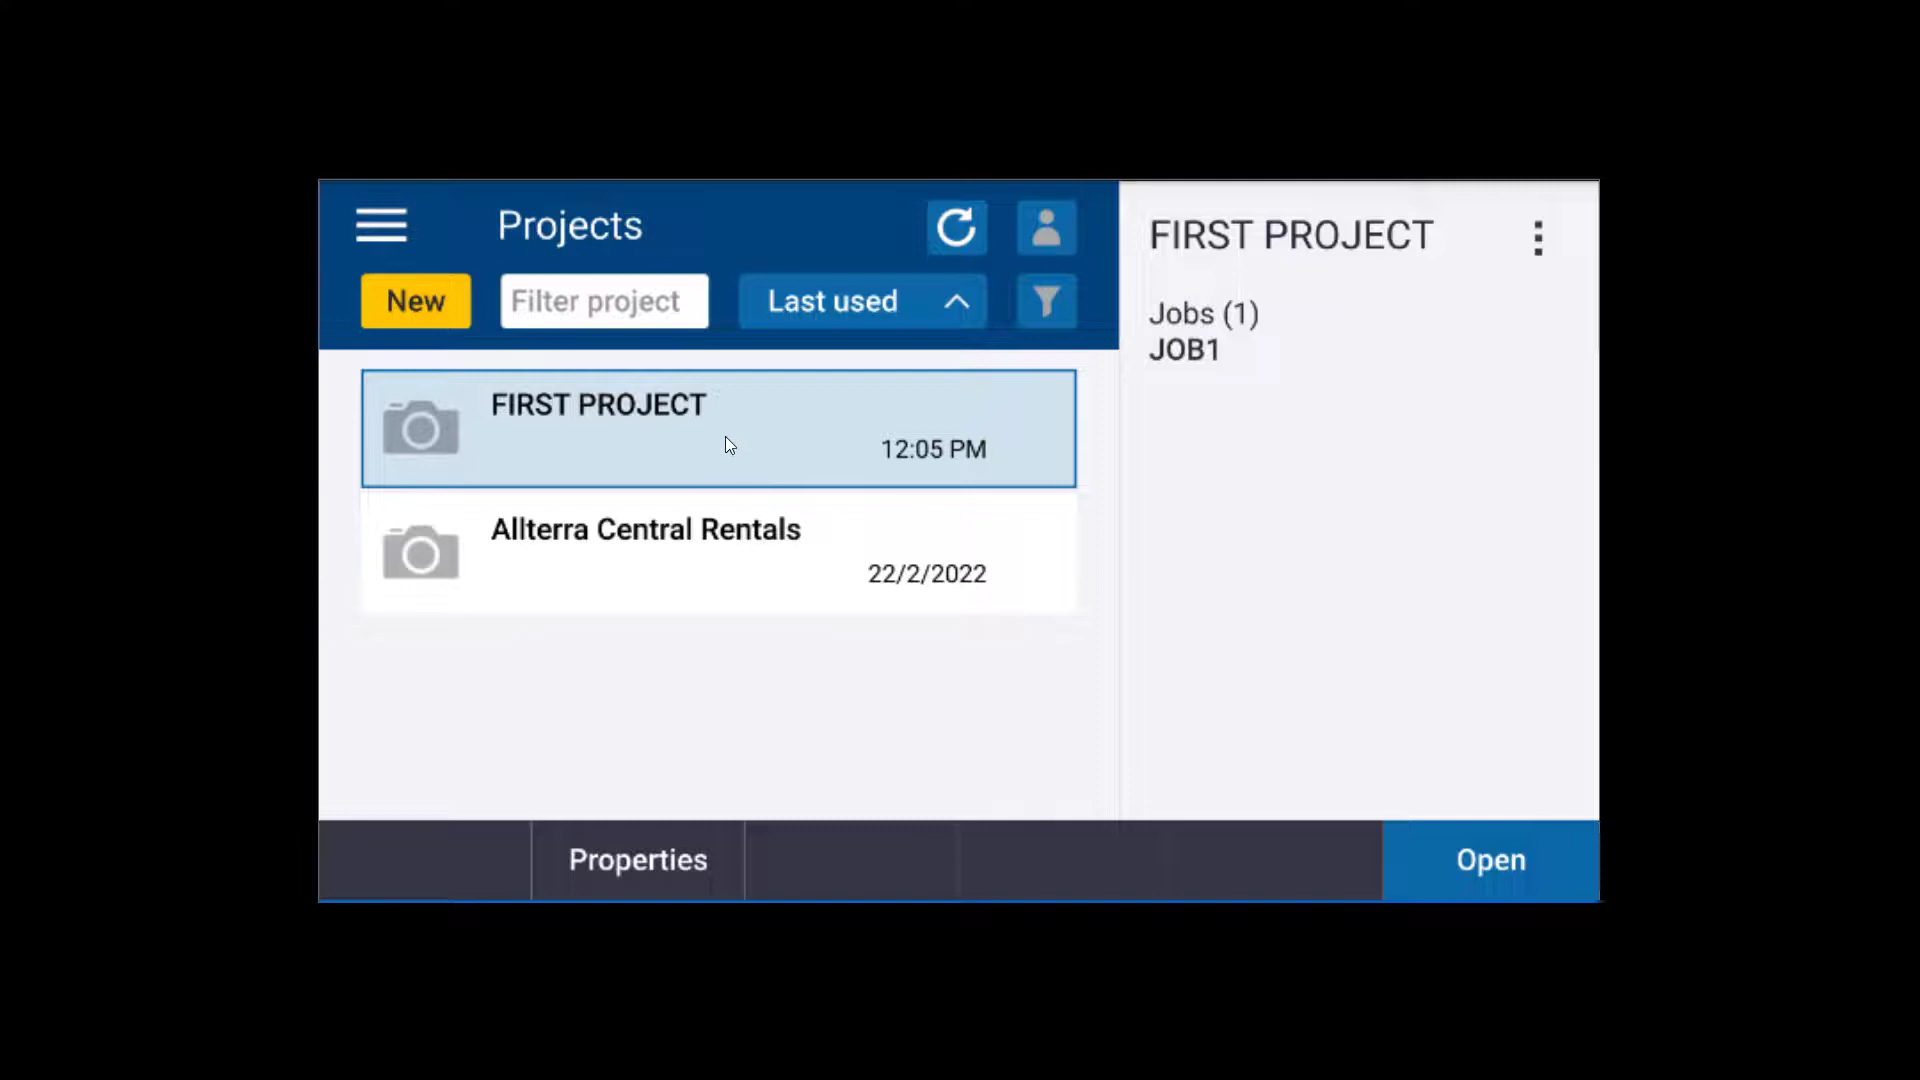 Projects
New
Filter project
Last used
FIRST PROJECT
12:05 PM
Allterra Central Rentals
22/2/2022
FIRST PROJECT
Jobs (1)
JOB1
Properties
Open